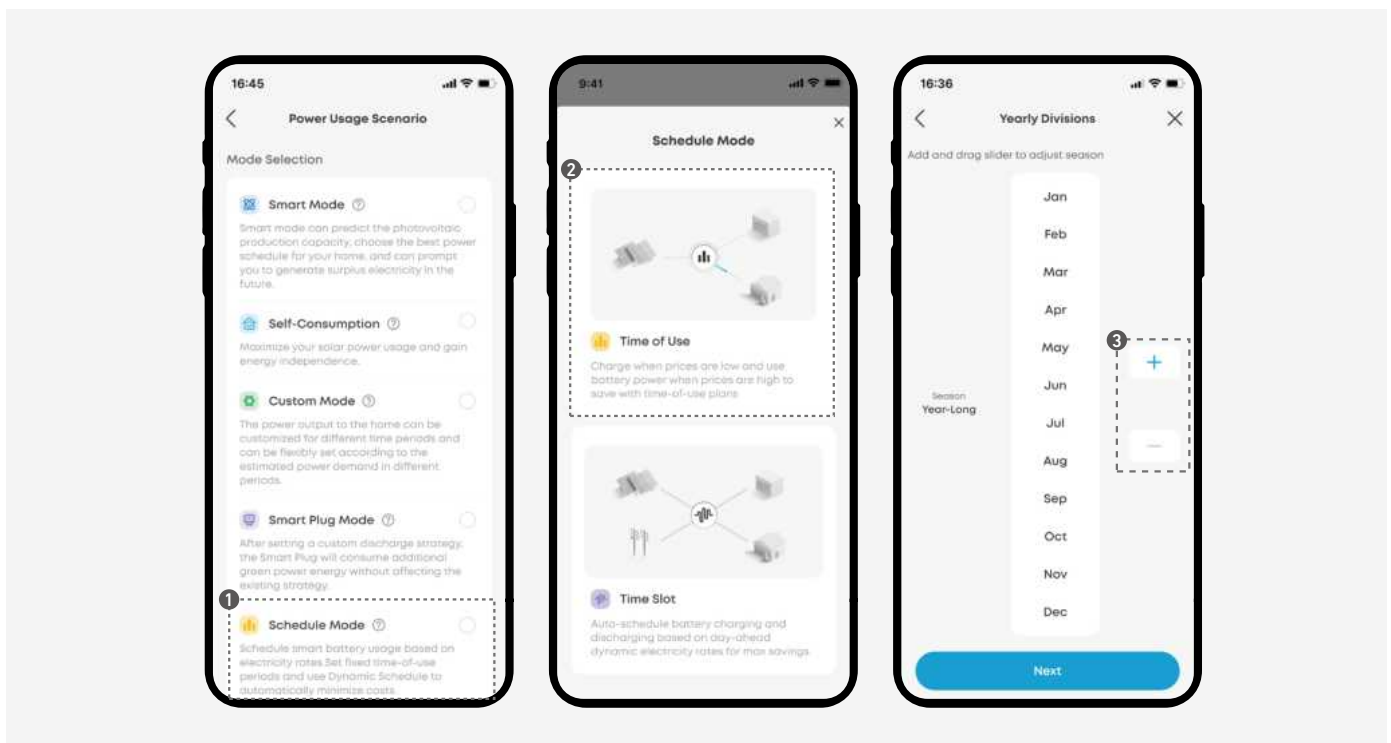 16:45
Power Usage Scenario
Mode Selection
Smart Mode ?
Smart mode can predict the photovoltaic
production capacity, choose the best power
schedule for your home, and can prompt
you to generate surplus electricity in the
future.
Self-Consumption ?
Maximize your solar power usage and gain
energy independence.
Custom Mode ?
The power output to the home can be
customized for different time periods and
can be flexibly set according to the
estimated power demand in different
periods.
Smart Plug Mode ?
After setting a custom discharge strategy,
the Smart Plug will consume additional
green power energy without affecting the
existing strategy.
1
Schedule Mode ?
Schedule smart battery usage based on
electricity rates.Set fixed time-of-use
periods and use Dynamic Schedule to
automatically minimize costs.
9:41
Schedule Mode
2
Time of Use
Charge when prices are low and use
battery power when prices are high to
save with time-of-use plans
Time Slot
Auto-schedule battery charging and
discharging based on day-ahead
dynamic electricity rates for max savings.
16:36
Yearly Divisions
Add and drag slider to adjust season
Season
Year-Long
Jan
Feb
Mar
Apr
May
Jun
Jul
Aug
Sep
Oct
Nov
Dec
3
+
−
Next